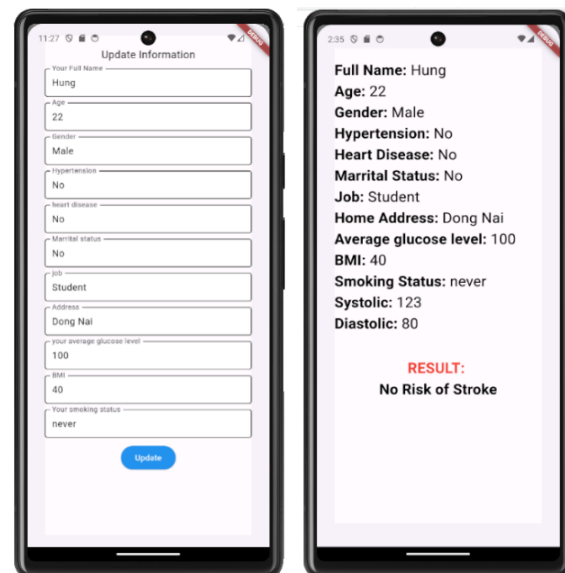 11:27
DEBUG
Update Information
Your Full Name
Hung
Age
22
Gender
Male
Hypertension
No
heart disease
No
Marrital status
No
job
Student
Address
Dong Nai
your average glucose level
100
BMI
40
Your smoking status
never
Update
2:35
DEBUG
Full Name: Hung
Age: 22
Gender: Male
Hypertension: No
Heart Disease: No
Marrital Status: No
Job: Student
Home Address: Dong Nai
Average glucose level: 100
BMI: 40
Smoking Status: never
Systolic: 123
Diastolic: 80
RESULT:
No Risk of Stroke